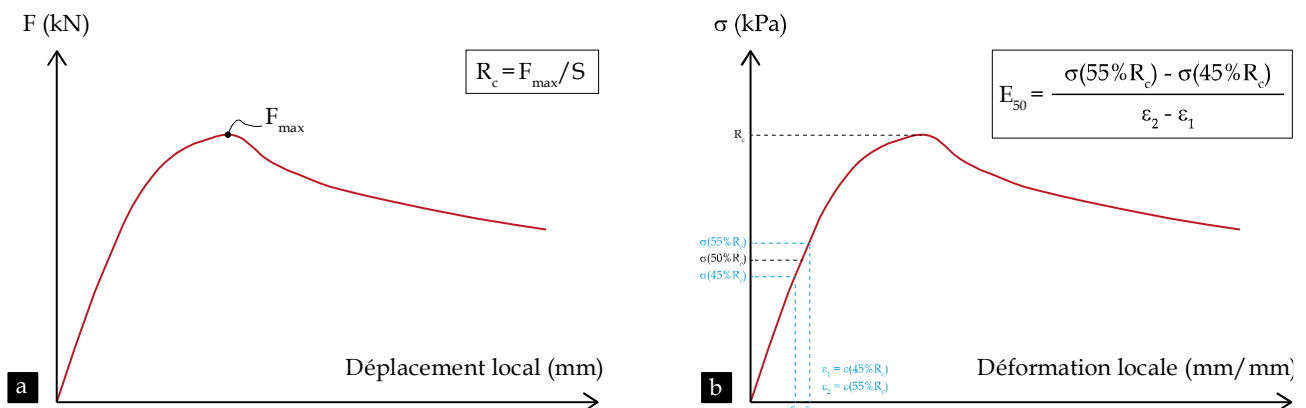 F (kN)
R_c = F_max/S
F_max
Déplacement local (mm)
a
σ (kPa)
E_50 = σ(55%R_c) - σ(45%R_c)
ε_2 - ε_1
R_c
σ(55%R_c)
σ(50%R_c)
σ(45%R_c)
ε_1 = ε(45%R_c)
ε_2 = ε(55%R_c)
Déformation locale (mm/mm)
b